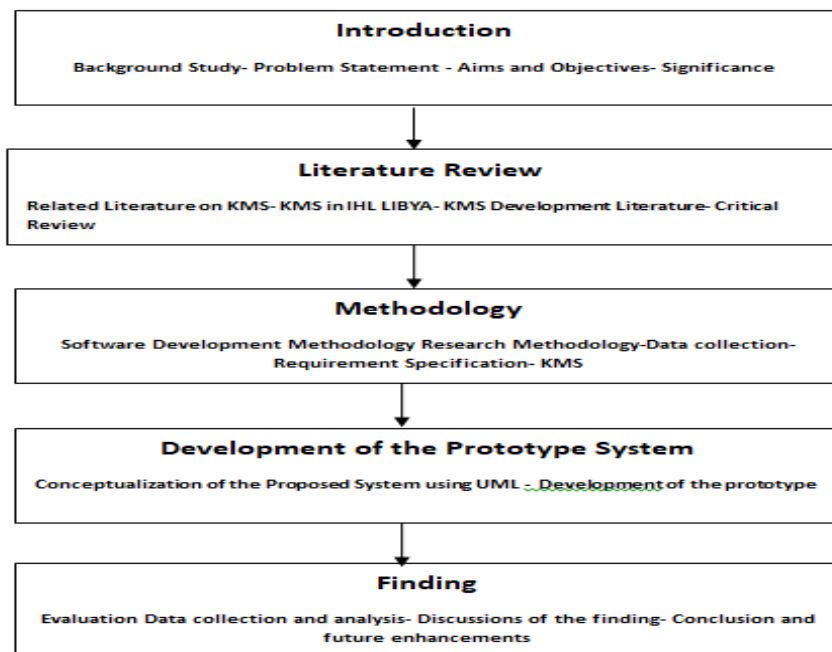 Introduction
Background Study- Problem Statement - Aims and Objectives- Significance
Literature Review
Related Literature on KMS- KMS in IHL LIBYA- KMS Development Literature- Critical
Review
Methodology
Software Development Methodology Research Methodology-Data collection-
Requirement Specification- KMS
Development of the Prototype System
Conceptualization of the Proposed System using UML - Development of the prototype
Finding
Evaluation Data collection and analysis- Discussions of the finding- Conclusion and
future enhancements